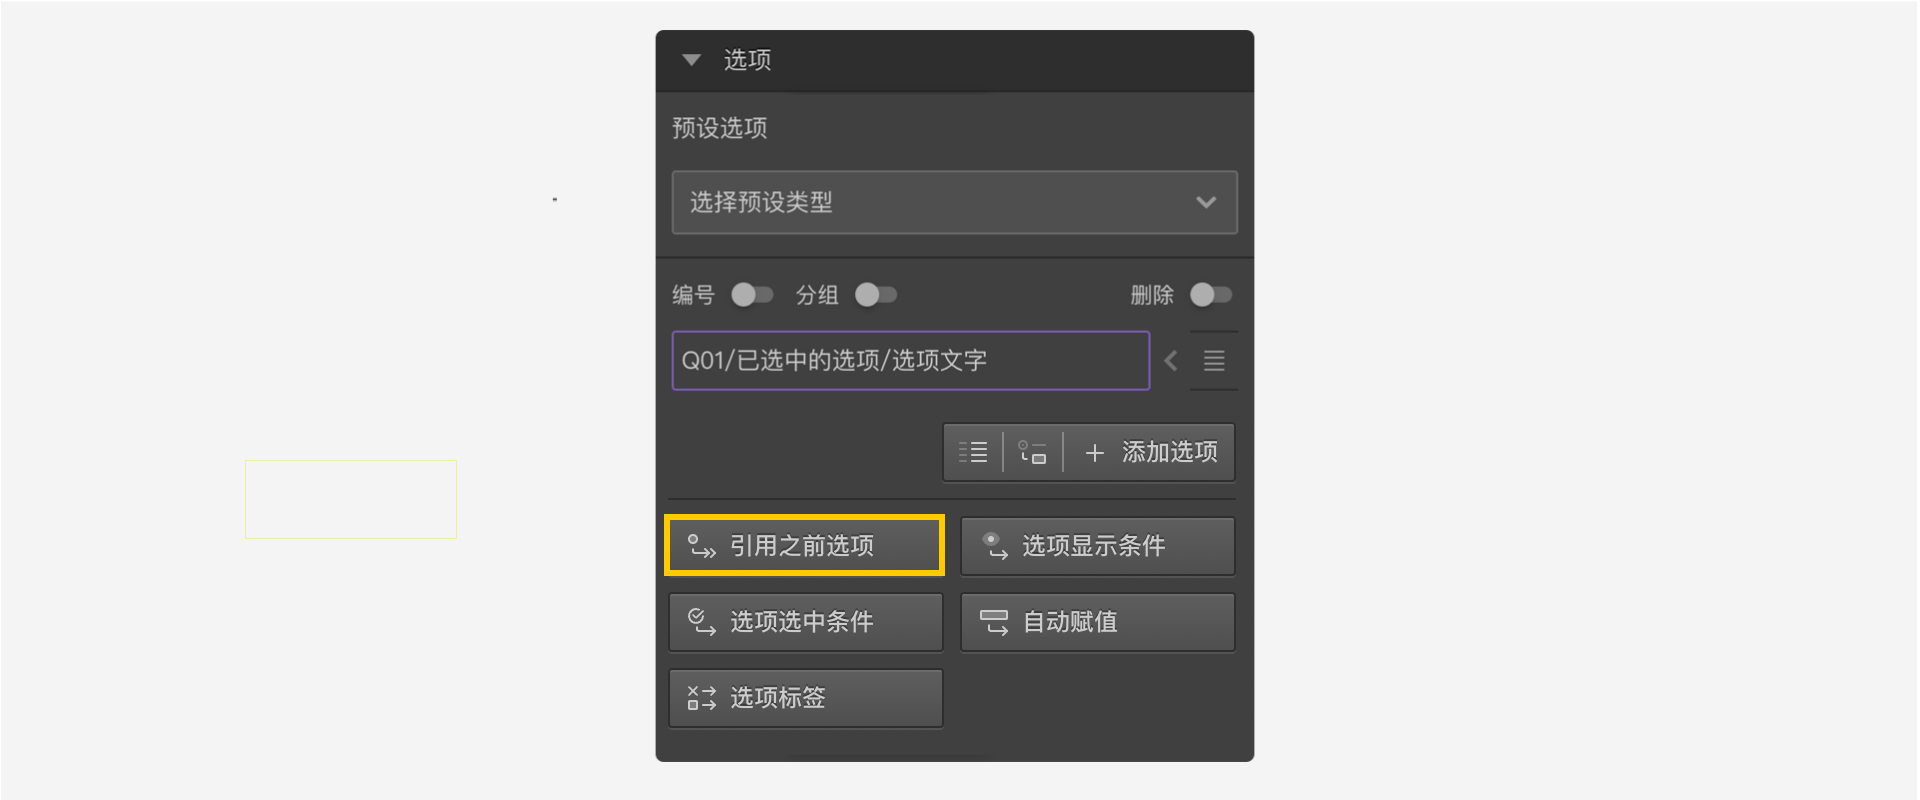 选项
预设选项
选择预设类型
编号 分组 删除
Q01/已选中的选项/选项文字
添加选项
引用之前选项 选项显示条件
选项选中条件 自动赋值
选项标签